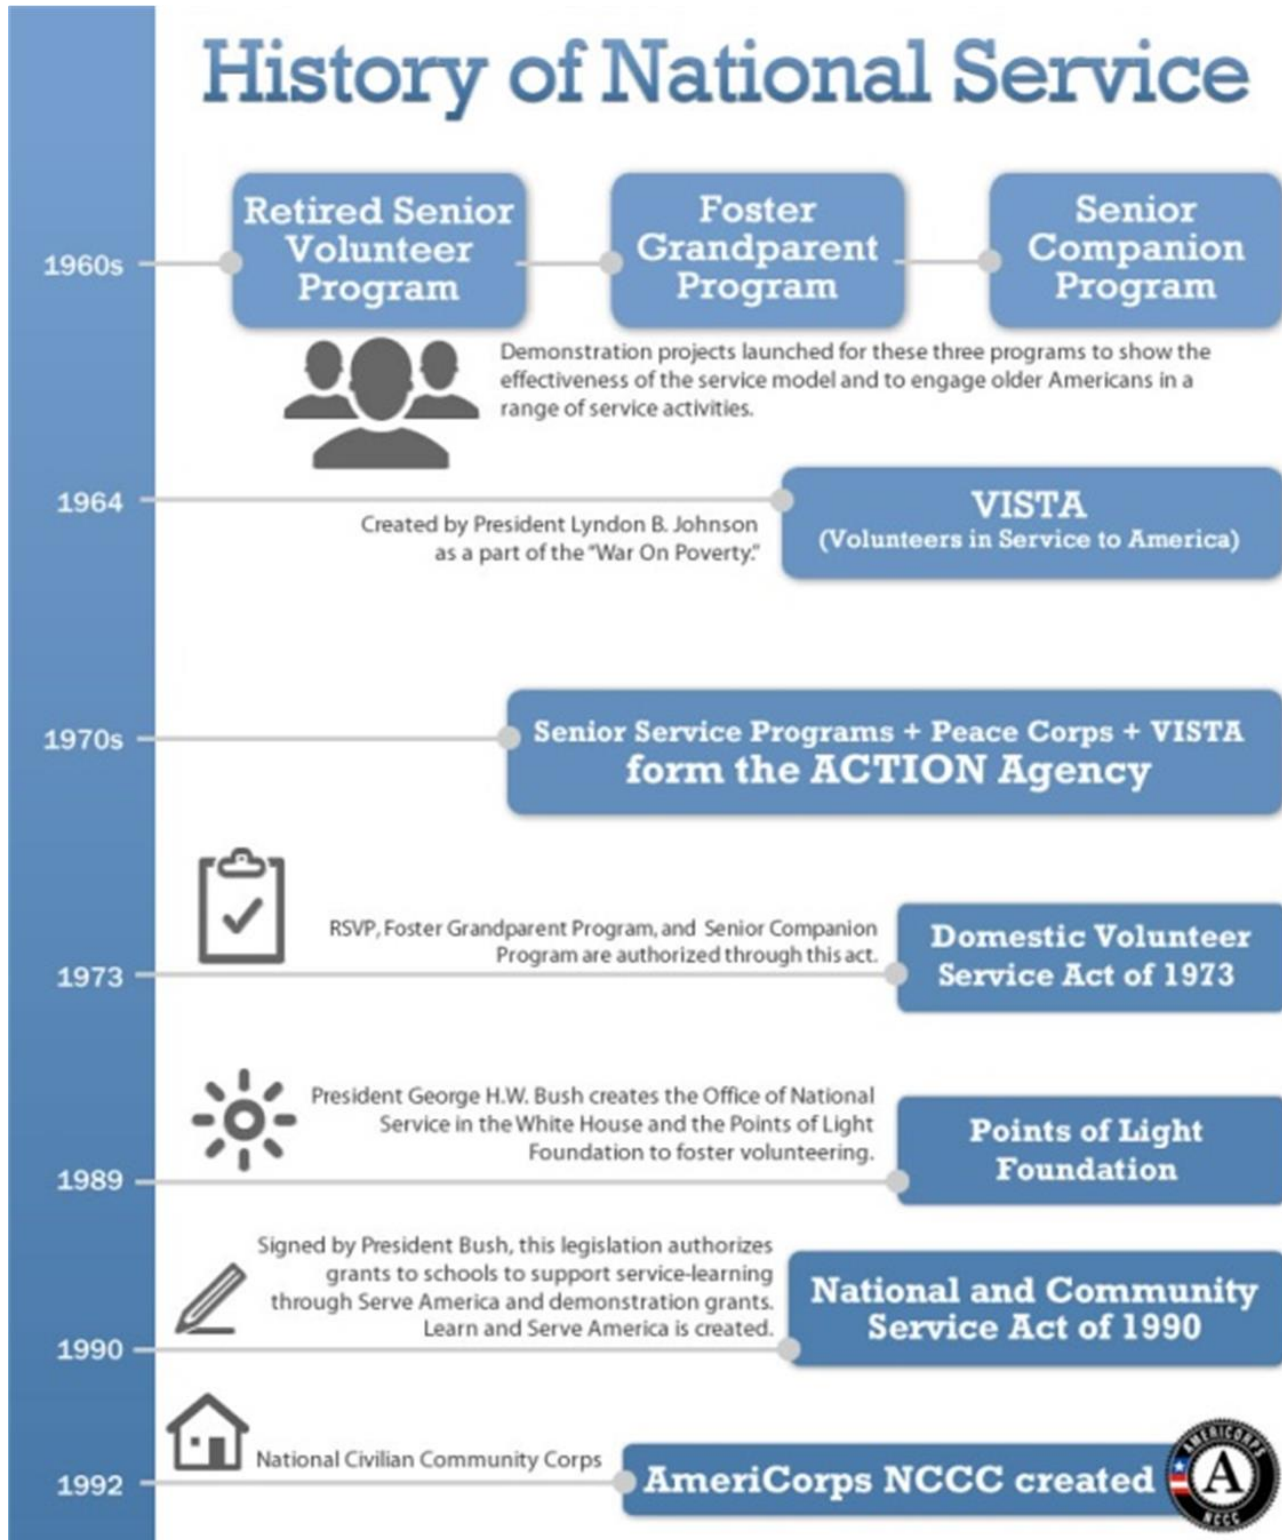 History of National Service
1960s
Retired Senior
Volunteer
Program
Foster
Grandparent
Program
Senior
Companion
Program
Demonstration projects launched for these three programs to show the
effectiveness of the service model and to engage older Americans in a
range of service activities.
1964
Created by President Lyndon B. Johnson
as a part of the “War On Poverty.”
VISTA
(Volunteers in Service to America)
1970s
Senior Service Programs + Peace Corps + VISTA
form the ACTION Agency
RSVP, Foster Grandparent Program, and Senior Companion
Program are authorized through this act.
1973
Domestic Volunteer
Service Act of 1973
President George H.W. Bush creates the Office of National
Service in the White House and the Points of Light
Foundation to foster volunteering.
1989
Points of Light
Foundation
Signed by President Bush, this legislation authorizes
grants to schools to support service-learning
through Serve America and demonstration grants.
Learn and Serve America is created.
1990
National and Community
Service Act of 1990
National Civilian Community Corps
1992
AmeriCorps NCCC created
AMERICORPS
A
NCCC